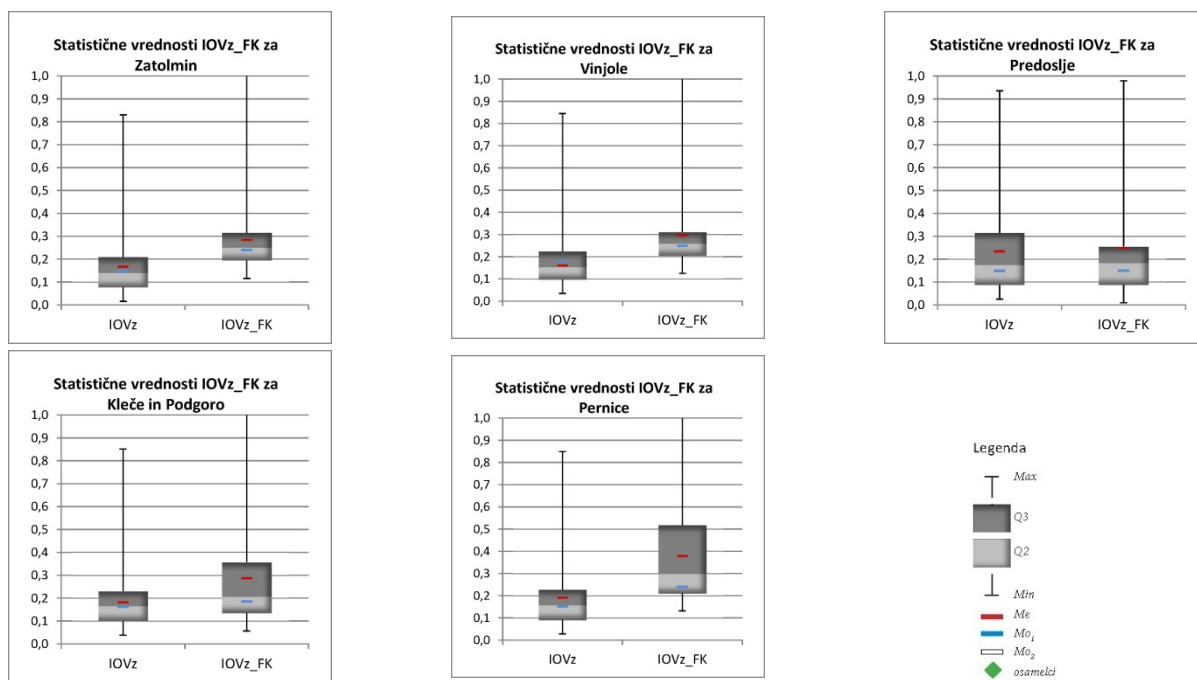 Statistične vrednosti IOVz_FK za
Zatolmin
1,0
0,9
0,8
0,7
0,6
0,5
0,4
0,3
0,2
0,1
0,0
IOVz IOVz_FK
Statistične vrednosti IOVz_FK za
Vinjole
1,0
0,9
0,8
0,7
0,6
0,5
0,4
0,3
0,2
0,1
0,0
IOVz IOVz_FK
Statistične vrednosti IOVz_FK za
Predoslje
1,0
0,9
0,8
0,7
0,6
0,5
0,4
0,3
0,2
0,1
0,0
IOVz IOVz_FK
Statistične vrednosti IOVz_FK za
Kleče in Podgoro
1,0
0,9
0,8
0,7
0,6
0,5
0,4
0,3
0,2
0,1
0,0
IOVz IOVz_FK
Statistične vrednosti IOVz_FK za
Pernice
1,0
0,9
0,8
0,7
0,6
0,5
0,4
0,3
0,2
0,1
0,0
IOVz IOVz_FK
Legenda
Max
Q3
Q2
Min
Me
Mo1
Mo2
osamelci